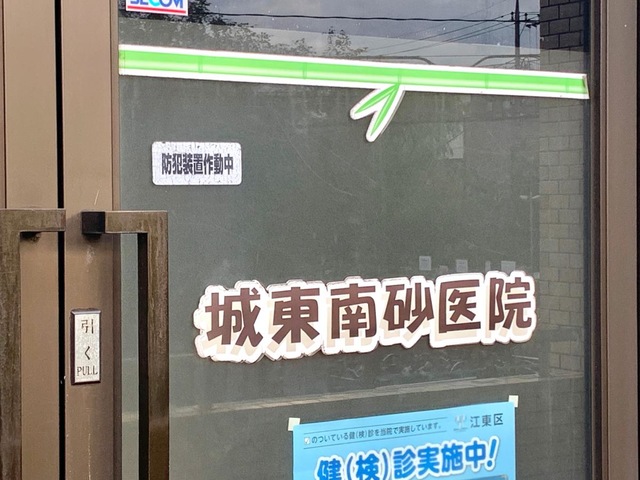 SECOM
防犯装置作動中
城東南砂医院
引く
PULL
のついている健(検)診を当院で実施しています。
江東区
健(検)診実施中!